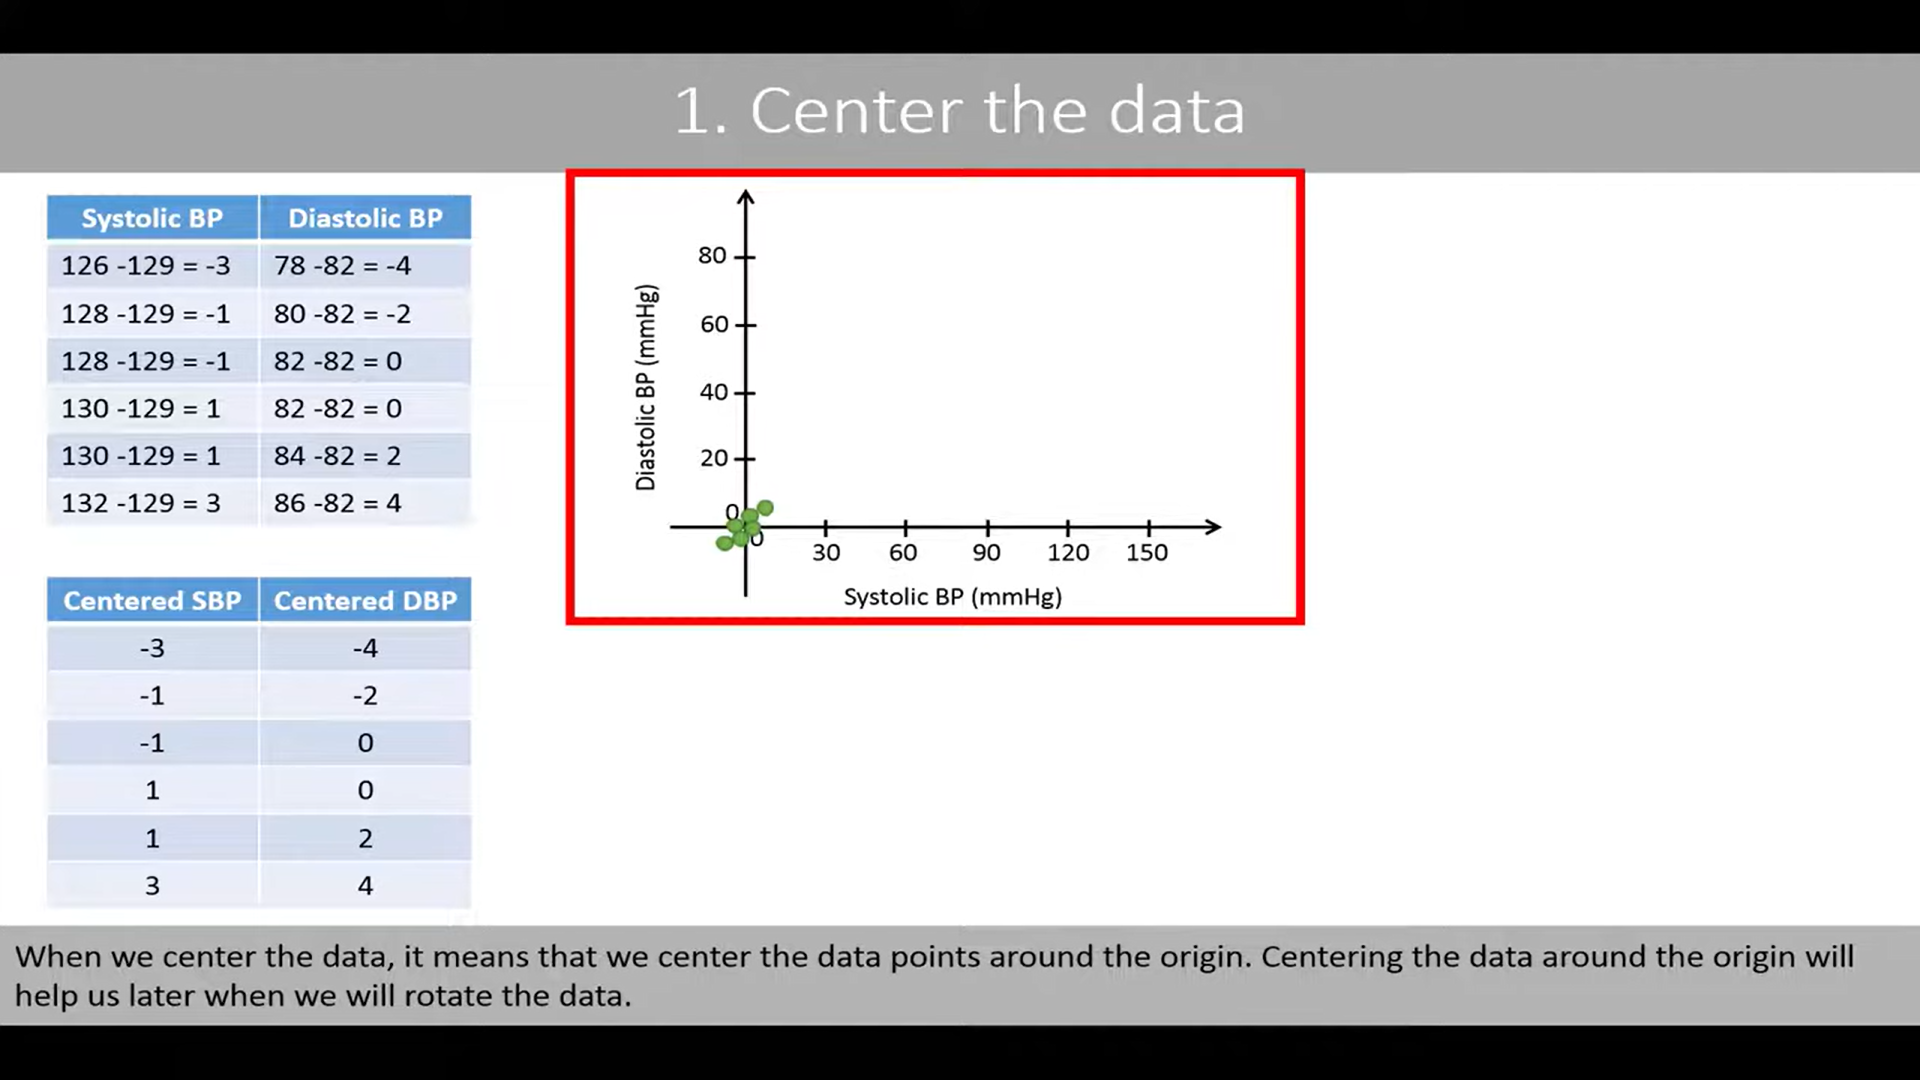 1. Center the data
Systolic BP Diastolic BP
126 -129 = -3 78 -82 = -4
128 -129 = -1 80 -82 = -2
128 -129 = -1 82 -82 = 0
130 -129 = 1 82 -82 = 0
130 -129 = 1 84 -82 = 2
132 -129 = 3 86 -82 = 4
Centered SBP Centered DBP
-3 -4
-1 -2
-1 0
1 0
1 2
3 4
Diastolic BP (mmHg)
80
60
40
20
0
0 30 60 90 120 150
Systolic BP (mmHg)
When we center the data, it means that we center the data points around the origin. Centering the data around the origin will
help us later when we will rotate the data.